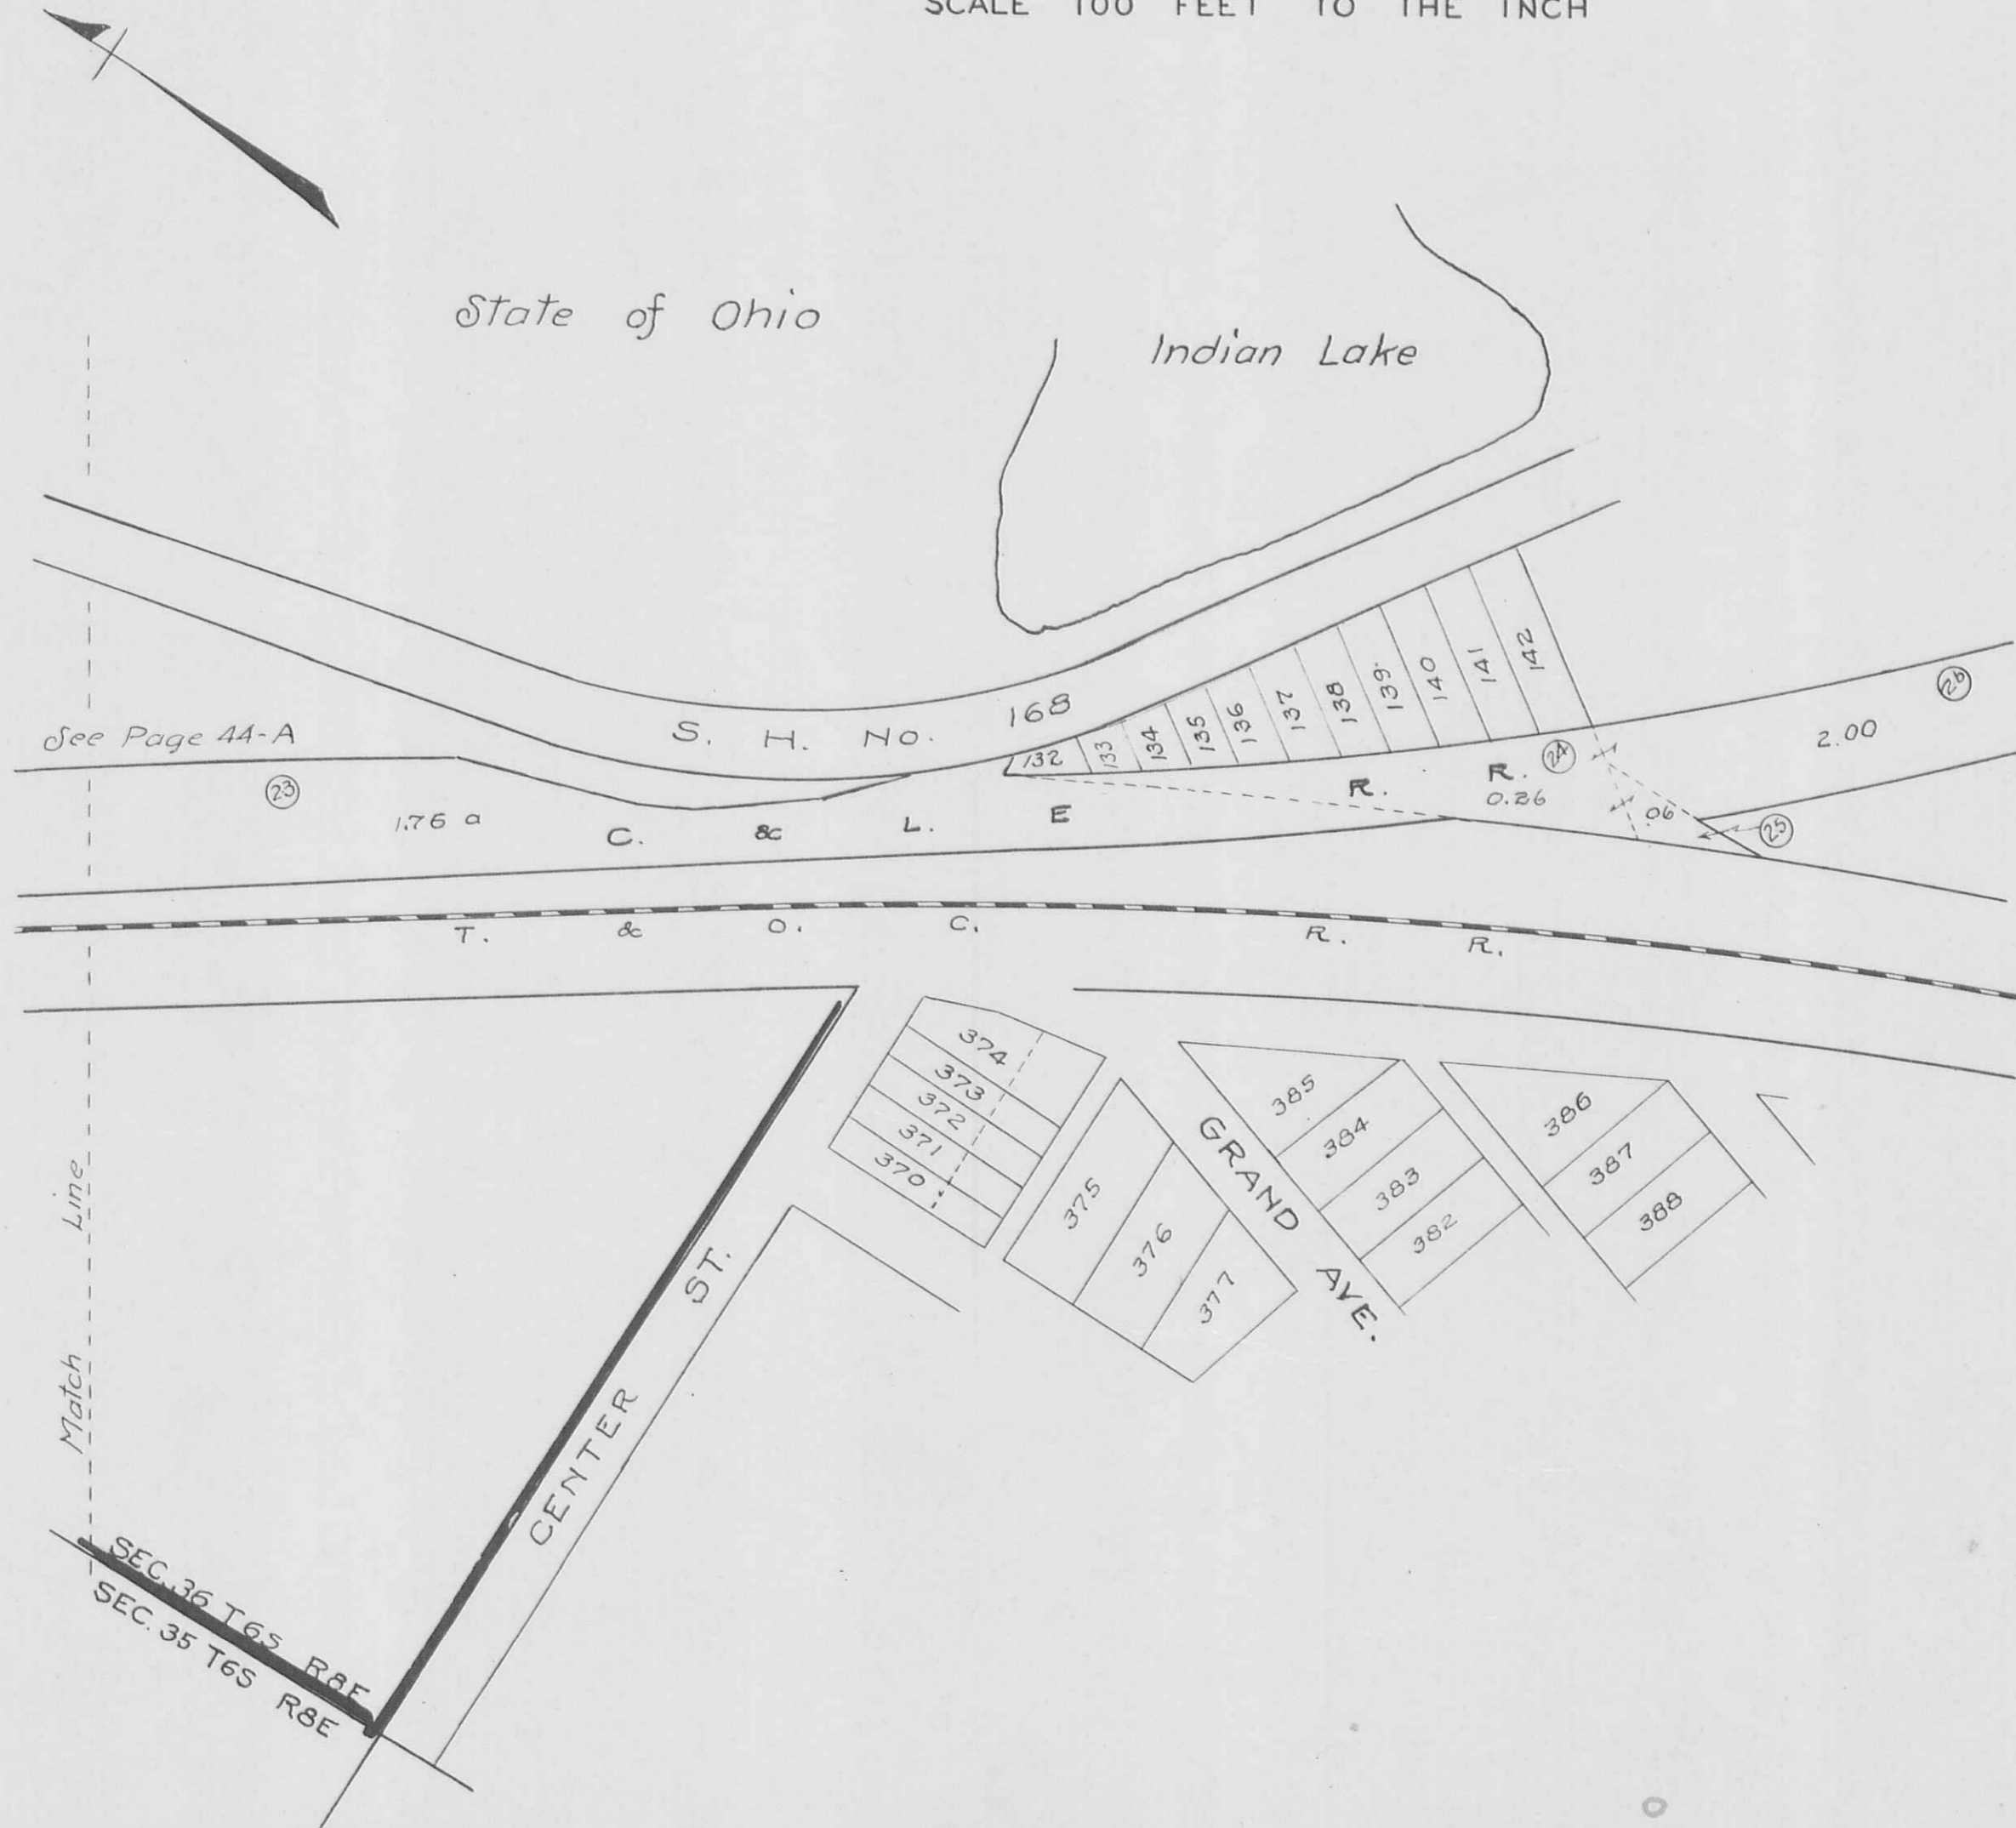 SCALE 100 FEET TO THE INCH
State of Ohio
Indian Lake
See Page 44-A
S. H. No. 168
132
133
134
135
136
137
138
139
140
141
142
26
2.00
24
23
1.76 a
C. & L. E R. R.
0.26
.06
25
T. & O. C. R. R.
374
373
372
371
370
375
376
377
GRAND AVE.
385
384
383
382
386
387
388
Match Line
CENTER ST.
SEC. 36 T6S R8E
SEC. 35 T6S R8E